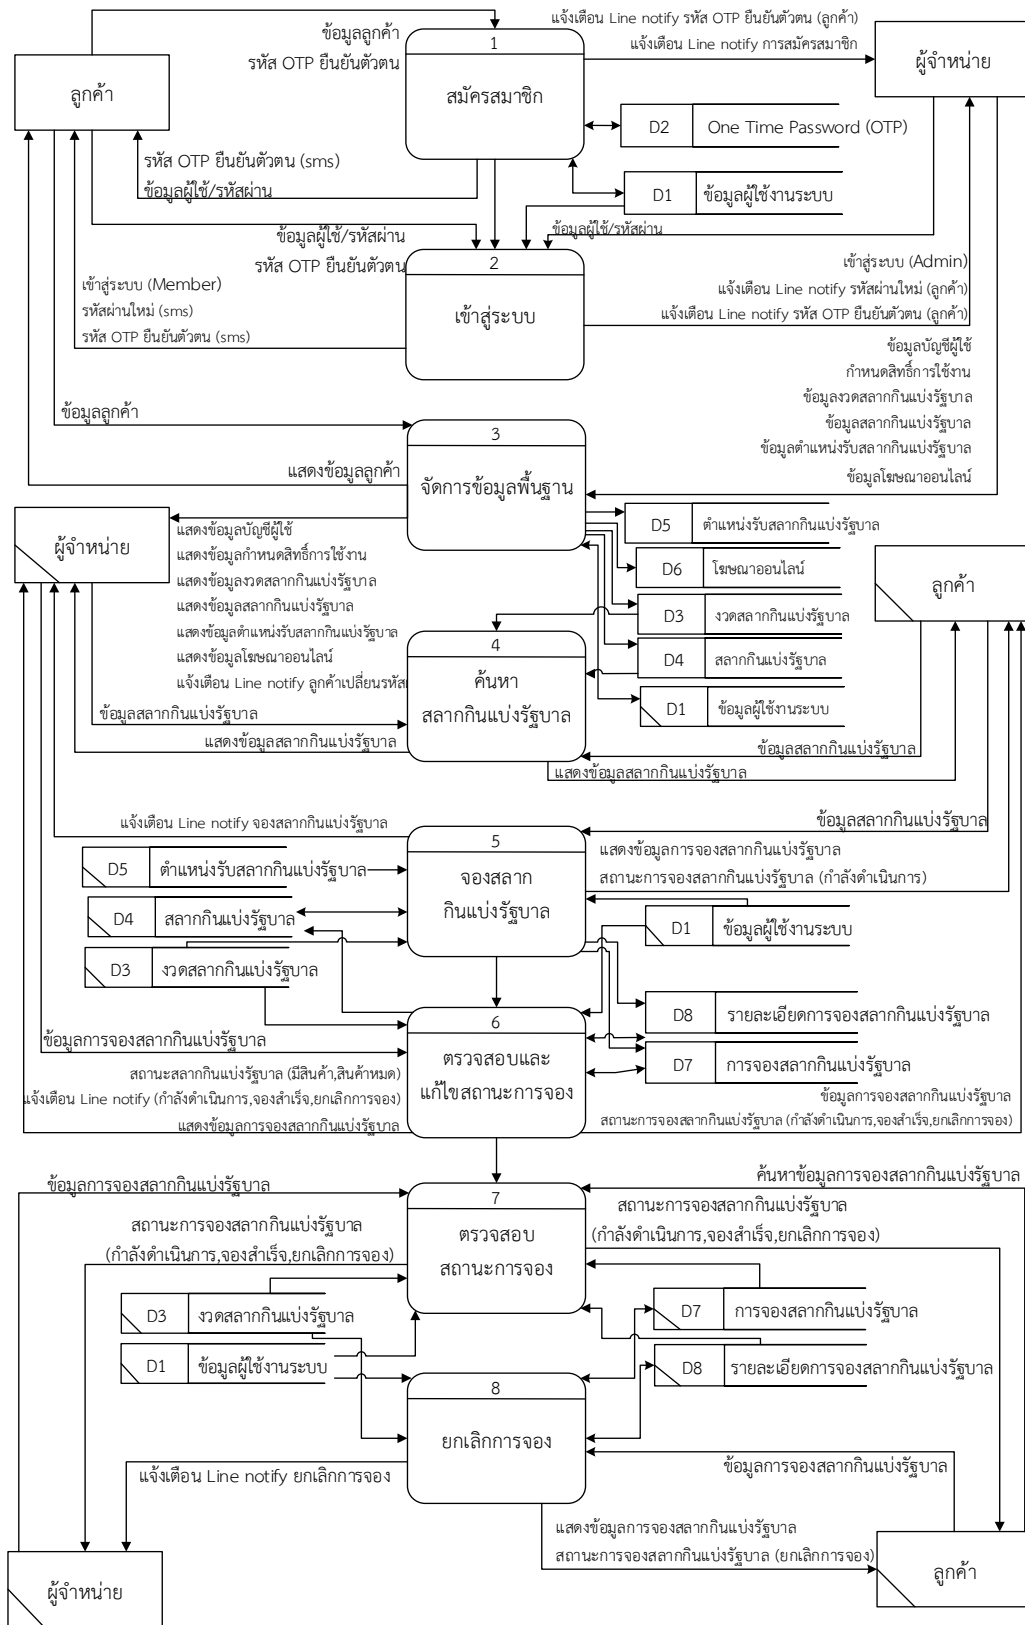 ข้อมูลลูกค้า
รหัส OTP ยืนยันตัวตน
1
สมัครสมาชิก
แจ้งเตือน Line notify รหัส OTP ยืนยันตัวตน (ลูกค้า)
แจ้งเตือน Line notify การสมัครสมาชิก
ลูกค้า
ผู้จำหน่าย
D2 One Time Password (OTP)
รหัส OTP ยืนยันตัวตน (sms)
ข้อมูลผู้ใช้/รหัสผ่าน
D1 ข้อมูลผู้ใช้งานระบบ
ข้อมูลผู้ใช้/รหัสผ่าน
ข้อมูลผู้ใช้/รหัสผ่าน
รหัส OTP ยืนยันตัวตน
2
เข้าสู่ระบบ
เข้าสู่ระบบ (Member)
รหัสผ่านใหม่ (sms)
รหัส OTP ยืนยันตัวตน (sms)
เข้าสู่ระบบ (Admin)
แจ้งเตือน Line notify รหัสผ่านใหม่ (ลูกค้า)
แจ้งเตือน Line notify รหัส OTP ยืนยันตัวตน (ลูกค้า)
ข้อมูลบัญชีผู้ใช้
กำหนดสิทธิ์การใช้งาน
ข้อมูลงวดสลากกินแบ่งรัฐบาล
ข้อมูลสลากกินแบ่งรัฐบาล
ข้อมูลตำแหน่งรับสลากกินแบ่งรัฐบาล
ข้อมูลโฆษณาออนไลน์
ข้อมูลลูกค้า
แสดงข้อมูลลูกค้า
3
จัดการข้อมูลพื้นฐาน
ผู้จำหน่าย
แสดงข้อมูลบัญชีผู้ใช้
แสดงข้อมูลกำหนดสิทธิ์การใช้งาน
แสดงข้อมูลงวดสลากกินแบ่งรัฐบาล
แสดงข้อมูลสลากกินแบ่งรัฐบาล
แสดงข้อมูลตำแหน่งรับสลากกินแบ่งรัฐบาล
แสดงข้อมูลโฆษณาออนไลน์
แจ้งเตือน Line notify ลูกค้าเปลี่ยนรหัส
D5 ตำแหน่งรับสลากกินแบ่งรัฐบาล
D6 โฆษณาออนไลน์
D3 งวดสลากกินแบ่งรัฐบาล
D4 สลากกินแบ่งรัฐบาล
D1 ข้อมูลผู้ใช้งานระบบ
ลูกค้า
4
ค้นหา
สลากกินแบ่งรัฐบาล
ข้อมูลสลากกินแบ่งรัฐบาล
แสดงข้อมูลสลากกินแบ่งรัฐบาล
ข้อมูลสลากกินแบ่งรัฐบาล
แสดงข้อมูลสลากกินแบ่งรัฐบาล
แจ้งเตือน Line notify จองสลากกินแบ่งรัฐบาล
5
จองสลาก
กินแบ่งรัฐบาล
ข้อมูลสลากกินแบ่งรัฐบาล
แสดงข้อมูลการจองสลากกินแบ่งรัฐบาล
สถานะการจองสลากกินแบ่งรัฐบาล (กำลังดำเนินการ)
D5 ตำแหน่งรับสลากกินแบ่งรัฐบาล
D4 สลากกินแบ่งรัฐบาล
D3 งวดสลากกินแบ่งรัฐบาล
D1 ข้อมูลผู้ใช้งานระบบ
6
ตรวจสอบและ
แก้ไขสถานะการจอง
D8 รายละเอียดการจองสลากกินแบ่งรัฐบาล
D7 การจองสลากกินแบ่งรัฐบาล
ข้อมูลการจองสลากกินแบ่งรัฐบาล
สถานะสลากกินแบ่งรัฐบาล (มีสินค้า,สินค้าหมด)
แจ้งเตือน Line notify (กำลังดำเนินการ,จองสำเร็จ,ยกเลิกการจอง)
แสดงข้อมูลการจองสลากกินแบ่งรัฐบาล
ข้อมูลการจองสลากกินแบ่งรัฐบาล
สถานะการจองสลากกินแบ่งรัฐบาล (กำลังดำเนินการ,จองสำเร็จ,ยกเลิกการจอง)
ข้อมูลการจองสลากกินแบ่งรัฐบาล
7
ตรวจสอบ
สถานะการจอง
ค้นหาข้อมูลการจองสลากกินแบ่งรัฐบาล
สถานะการจองสลากกินแบ่งรัฐบาล
(กำลังดำเนินการ,จองสำเร็จ,ยกเลิกการจอง)
สถานะการจองสลากกินแบ่งรัฐบาล
(กำลังดำเนินการ,จองสำเร็จ,ยกเลิกการจอง)
D3 งวดสลากกินแบ่งรัฐบาล
D1 ข้อมูลผู้ใช้งานระบบ
D7 การจองสลากกินแบ่งรัฐบาล
D8 รายละเอียดการจองสลากกินแบ่งรัฐบาล
8
ยกเลิกการจอง
แจ้งเตือน Line notify ยกเลิกการจอง
ข้อมูลการจองสลากกินแบ่งรัฐบาล
แสดงข้อมูลการจองสลากกินแบ่งรัฐบาล
สถานะการจองสลากกินแบ่งรัฐบาล (ยกเลิกการจอง)
ผู้จำหน่าย
ลูกค้า